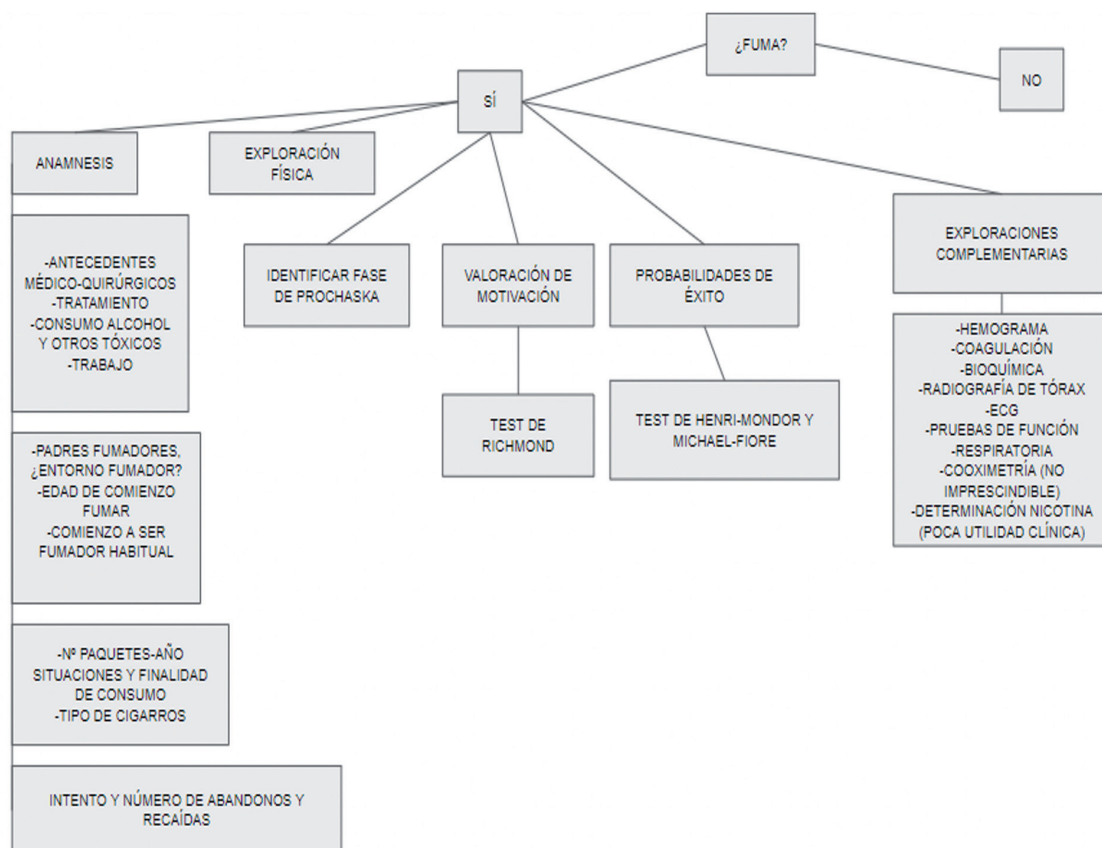 ¿FUMA?
NO
SÍ
ANAMNESIS
EXPLORACIÓN
FÍSICA
-ANTECEDENTES
MÉDICO-QUIRÚRGICOS
-TRATAMIENTO
-CONSUMO ALCOHOL
Y OTROS TÓXICOS
-TRABAJO
-PADRES FUMADORES,
¿ENTORNO FUMADOR?
-EDAD DE COMIENZO
FUMAR
-COMIENZO A SER
FUMADOR HABITUAL
-Nº PAQUETES-AÑO
SITUACIONES Y FINALIDAD
DE CONSUMO
-TIPO DE CIGARROS
INTENTO Y NÚMERO DE ABANDONOS Y
RECAÍDAS
IDENTIFICAR FASE
DE PROCHASKA
VALORACIÓN DE
MOTIVACIÓN
TEST DE
RICHMOND
PROBABILIDADES DE
ÉXITO
TEST DE HENRI-MONDOR Y
MICHAEL-FIORE
EXPLORACIONES
COMPLEMENTARIAS
-HEMOGRAMA
-COAGULACIÓN
-BIOQUÍMICA
-RADIOGRAFÍA DE TÓRAX
-ECG
-PRUEBAS DE FUNCIÓN
-RESPIRATORIA
-COOXIMETRÍA (NO
IMPRESCINDIBLE)
-DETERMINACIÓN NICOTINA
(POCA UTILIDAD CLÍNICA)